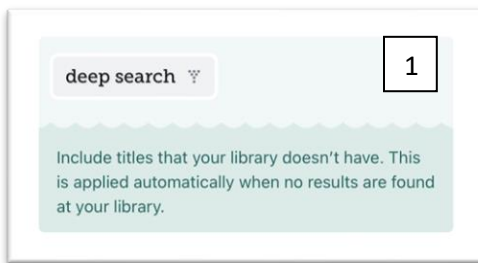 deep search
1
Include titles that your library doesn't have. This
is applied automatically when no results are found
at your library.